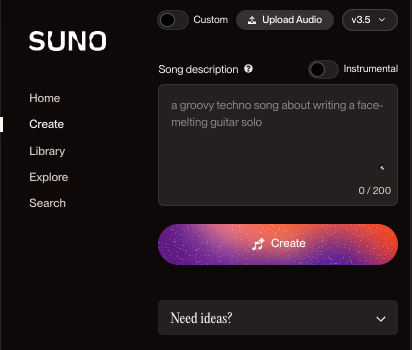 SUNO
Home
Create
Library
Explore
Search
Custom
Upload Audio
v3.5
Song description
Instrumental
a groovy techno song about writing a face-
melting guitar solo
0 / 200
Create
Need ideas?